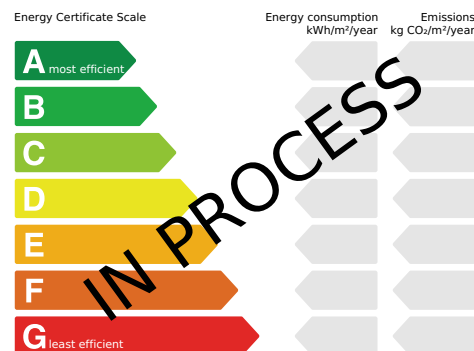 Energy Certificate Scale
Energy consumption
kWh/m²/year
Emissions
kg CO₂/m²/year
A most efficient
B
C
D
E
F
G least efficient
IN PROCESS